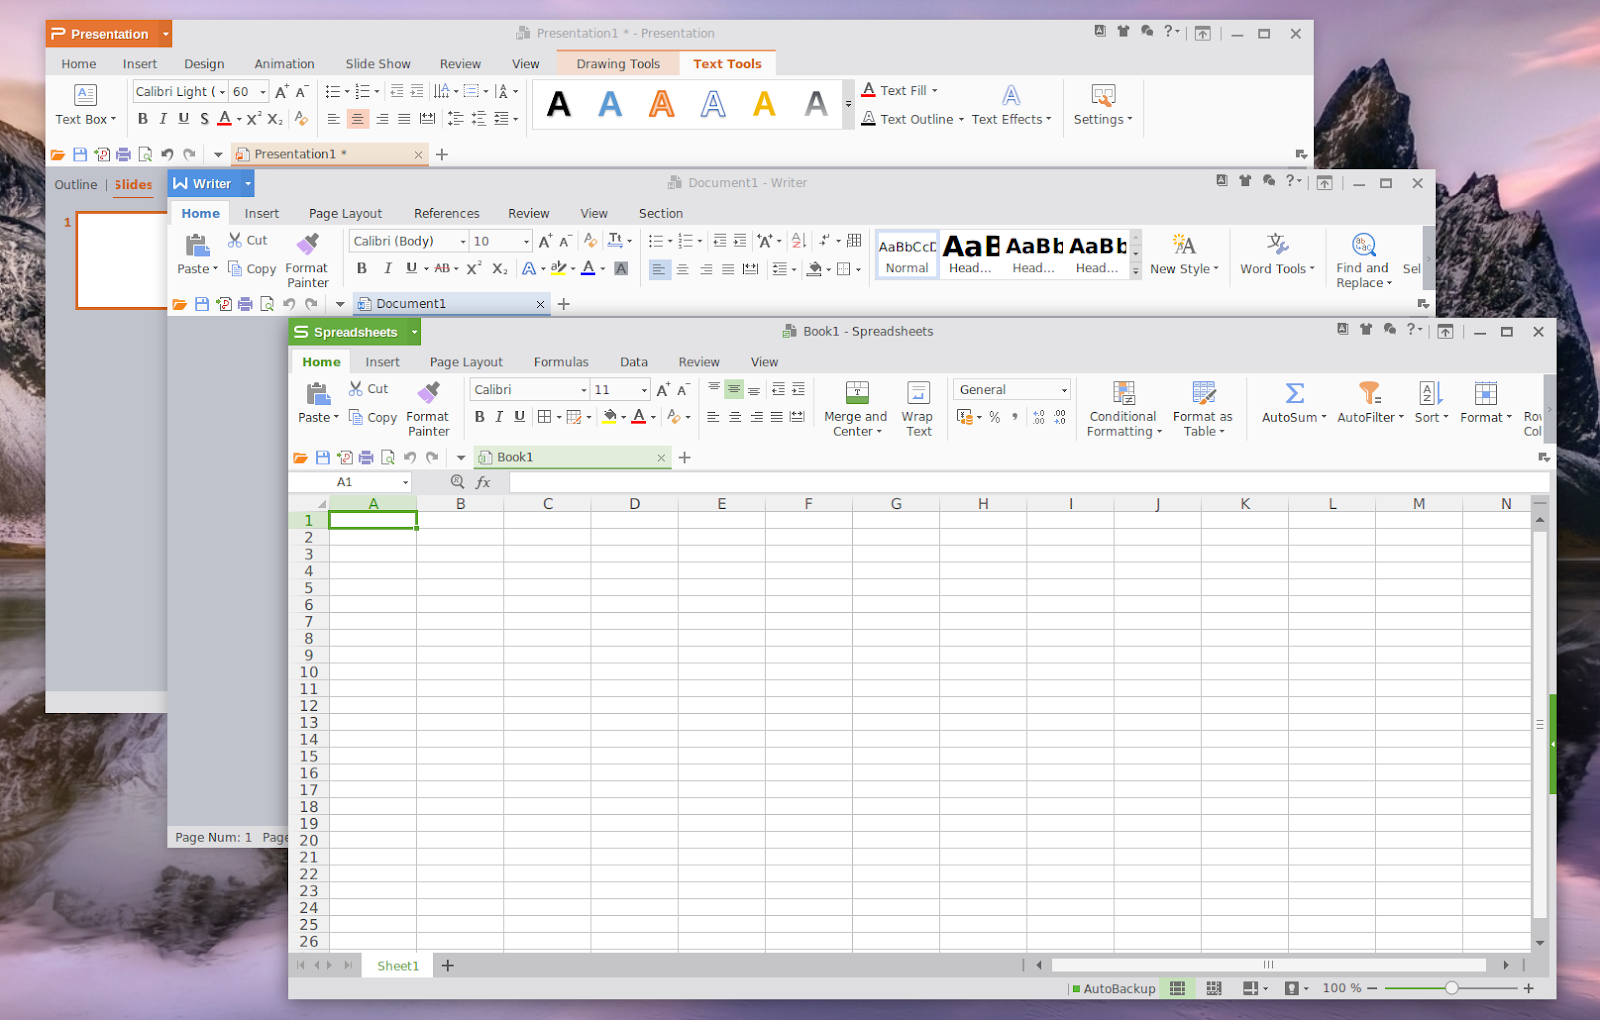 Presentation
Presentation1 * - Presentation
Home Insert Design Animation Slide Show Review View Drawing Tools Text Tools
Text Box
Calibri Light ( 60
B I U S A X² X₂
A A A A A A
Text Fill
Text Outline
Text Effects
Settings
Presentation1 *
Outline | Slides
1
Writer
Document1 - Writer
Home Insert Page Layout References Review View Section
Paste
Cut
Copy
Format
Painter
Calibri (Body) 10
B I U AB X² X₂ A A A
AaBbCcD AaB AaBb AaBb
Normal Head... Head... Head...
New Style
Word Tools
Find and
Replace
Sel
Document1
Page Num: 1 Page
Spreadsheets
Book1 - Spreadsheets
Home Insert Page Layout Formulas Data Review View
Paste
Cut
Copy
Format
Painter
Calibri 11
B I U A
Merge and
Center
Wrap
Text
General
%
Conditional
Formatting
Format as
Table
AutoSum
AutoFilter
Sort
Format
Ro
Col
Book1
A1 fx
A B C D E F G H I J K L M N
1
2
3
4
5
6
7
8
9
10
11
12
13
14
15
16
17
18
19
20
21
22
23
24
25
26
Sheet1
AutoBackup
100 %